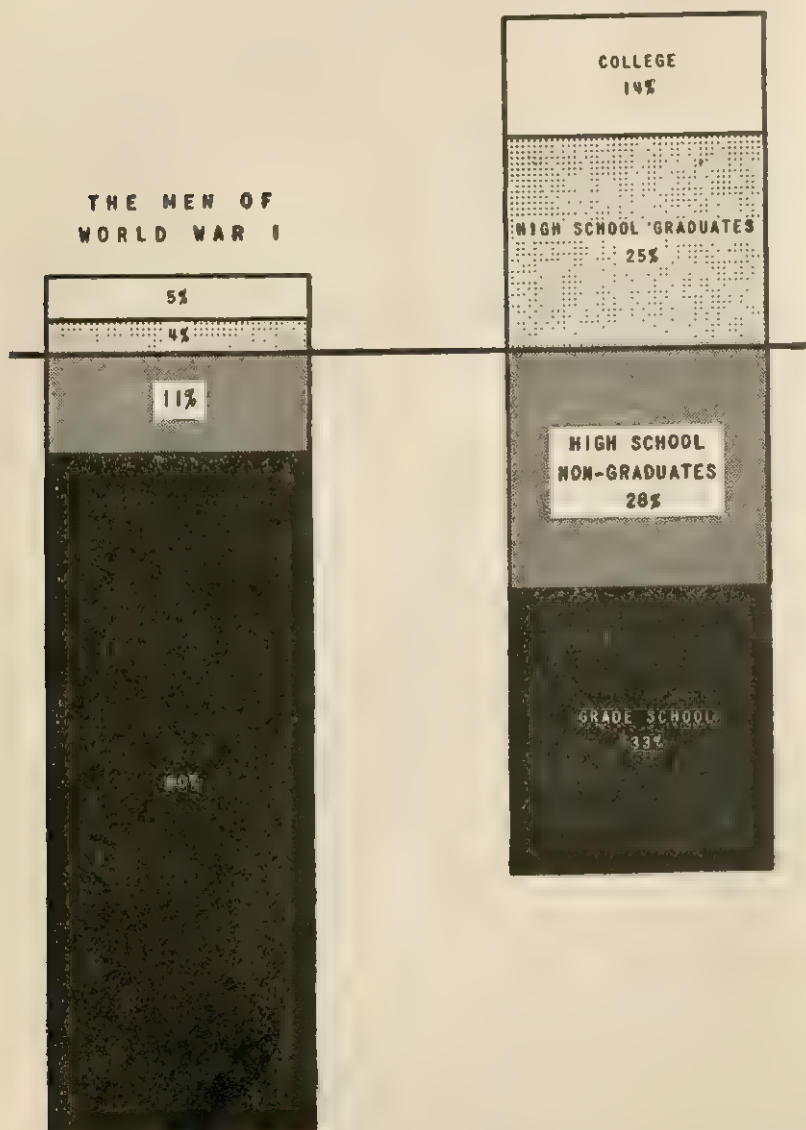 THE MEN OF
WORLD WAR I
5%
4%
11%
COLLEGE
14%
HIGH SCHOOL GRADUATES
25%
HIGH SCHOOL
NON-GRADUATES
28%
GRADE SCHOOL
33%